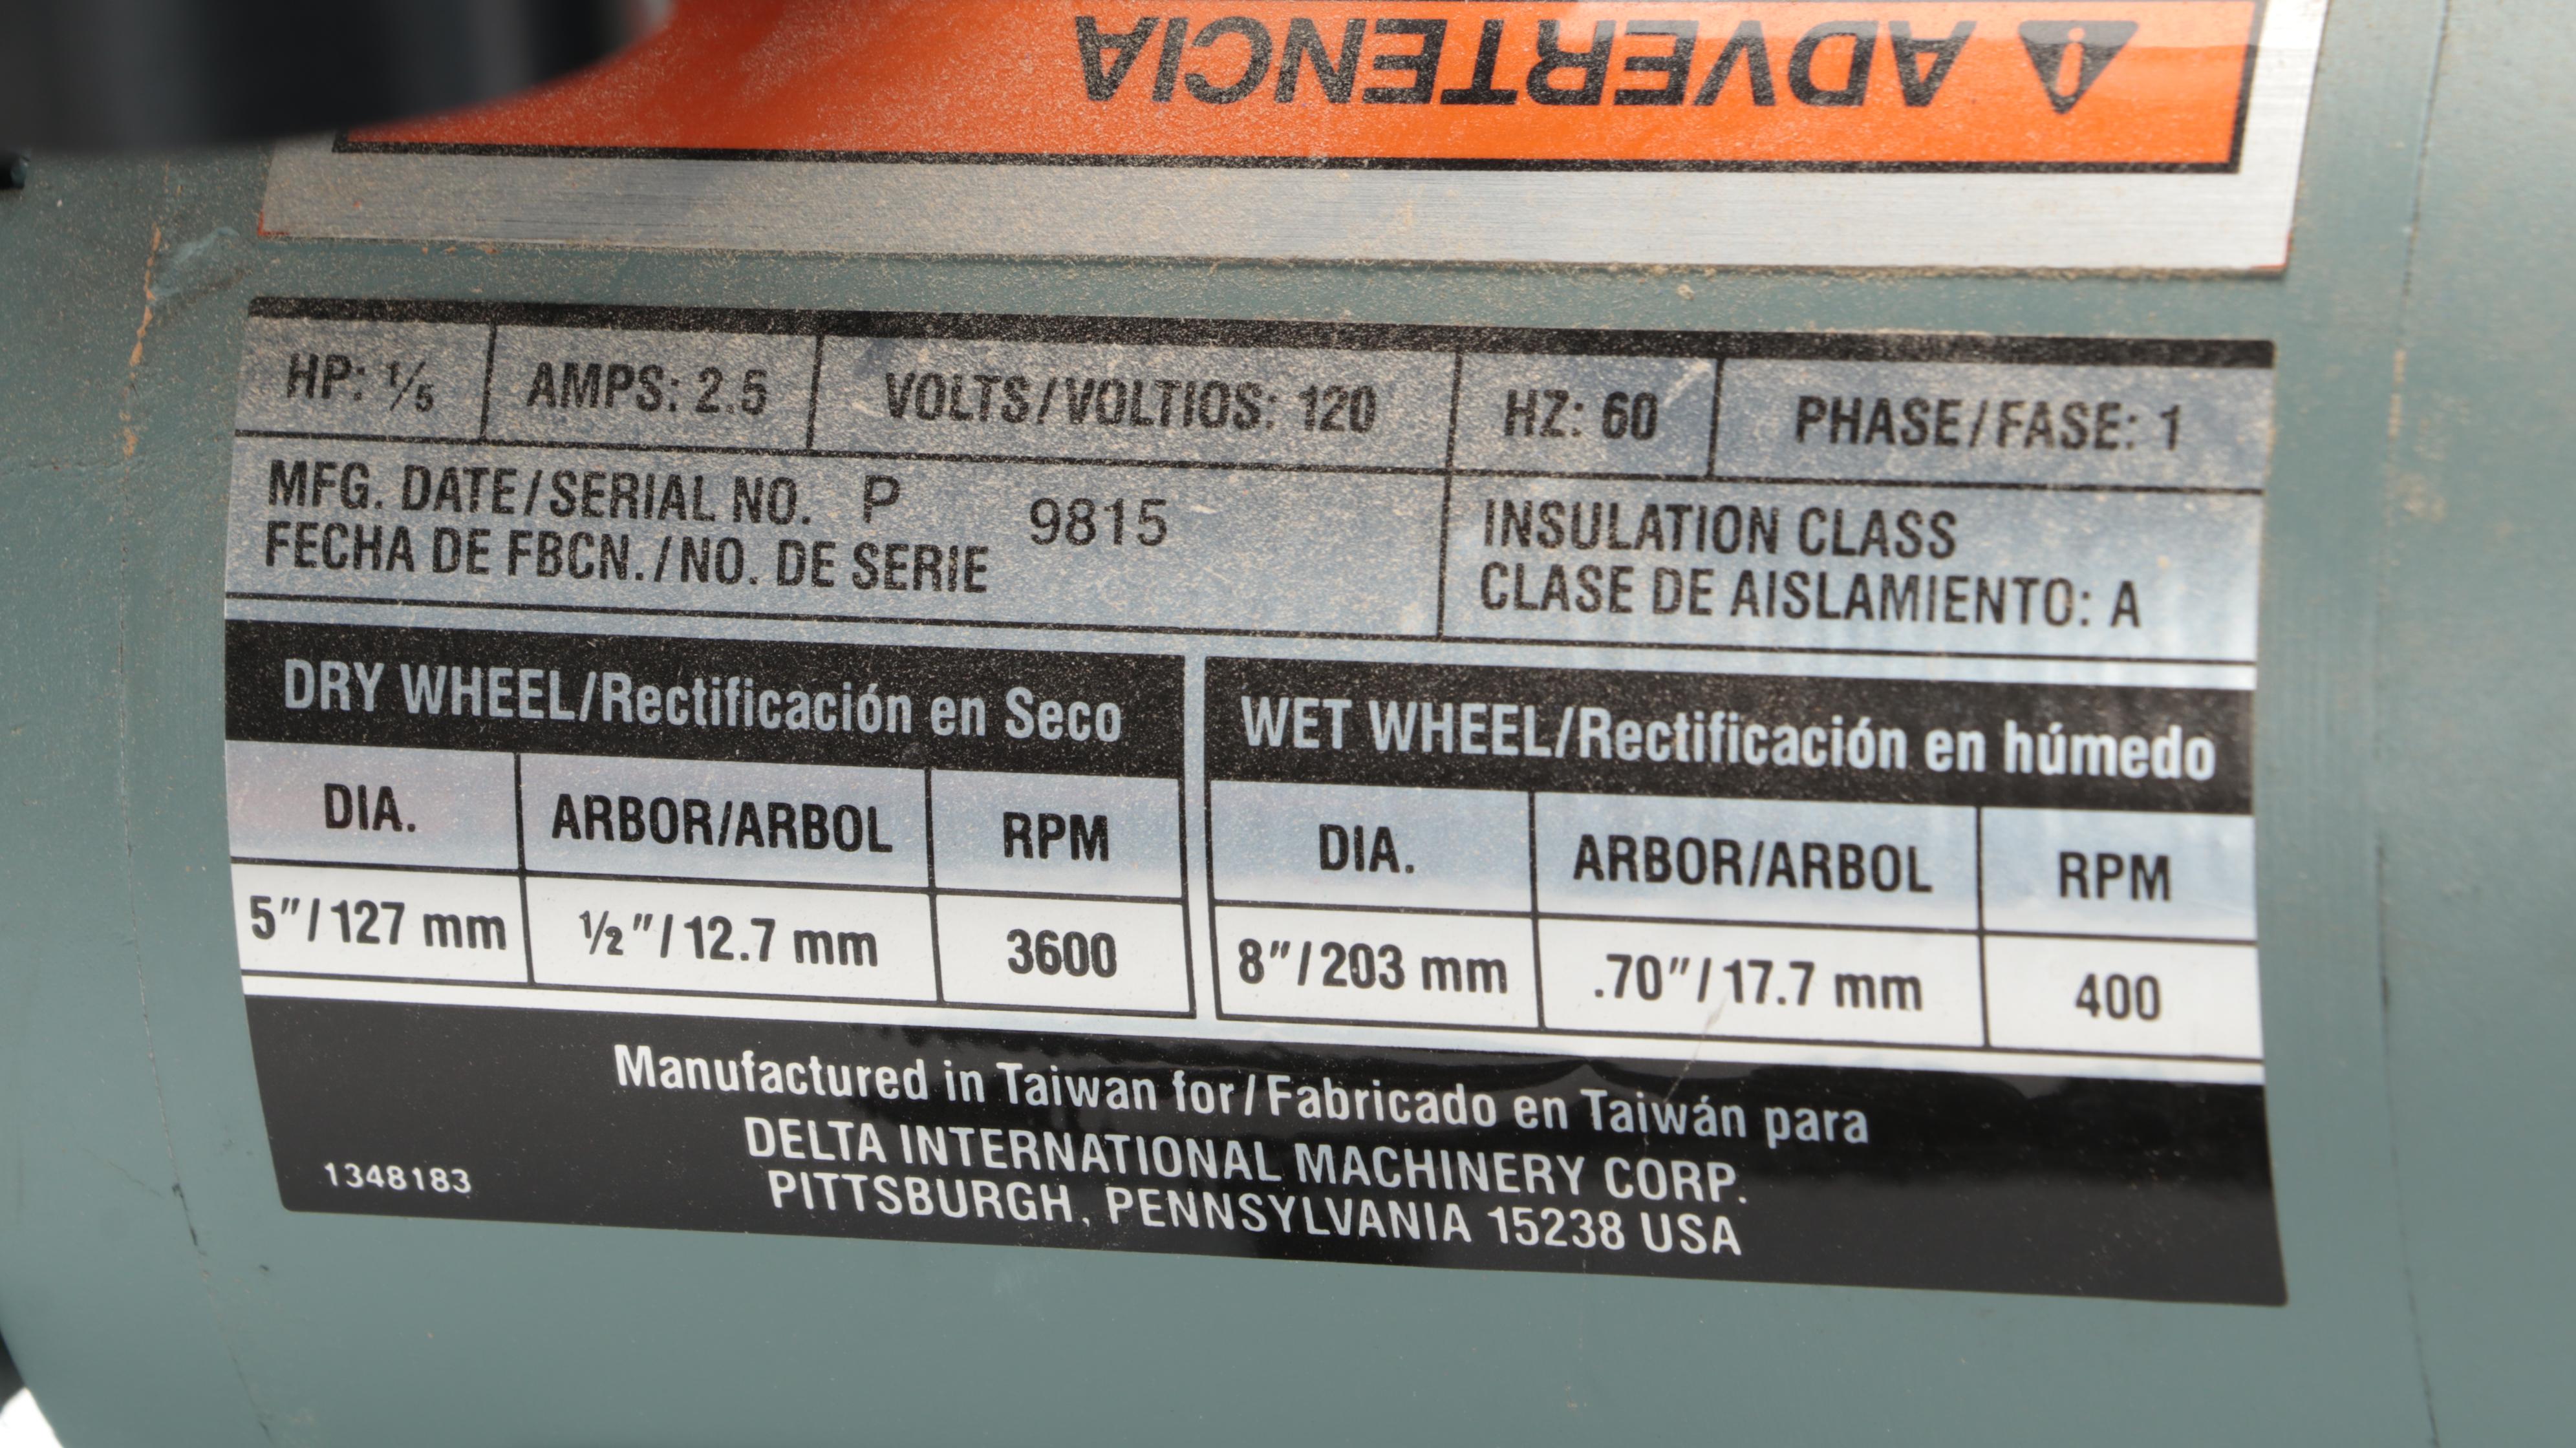 ⚠ ADVERTENCIA
HP: 1/5 AMPS: 2.5 VOLTS/VOLTIOS: 120 HZ: 60 PHASE/FASE: 1
MFG. DATE/SERIAL NO. P 9815
FECHA DE FBCN./NO. DE SERIE
INSULATION CLASS
CLASE DE AISLAMIENTO: A
DRY WHEEL/Rectificación en Seco
DIA. ARBOR/ARBOL RPM
5"/127 mm 1/2"/12.7 mm 3600
WET WHEEL/Rectificación en húmedo
DIA. ARBOR/ARBOL RPM
8"/203 mm .70"/17.7 mm 400
Manufactured in Taiwan for/Fabricado en Taiwán para
DELTA INTERNATIONAL MACHINERY CORP.
PITTSBURGH, PENNSYLVANIA 15238 USA
1348183